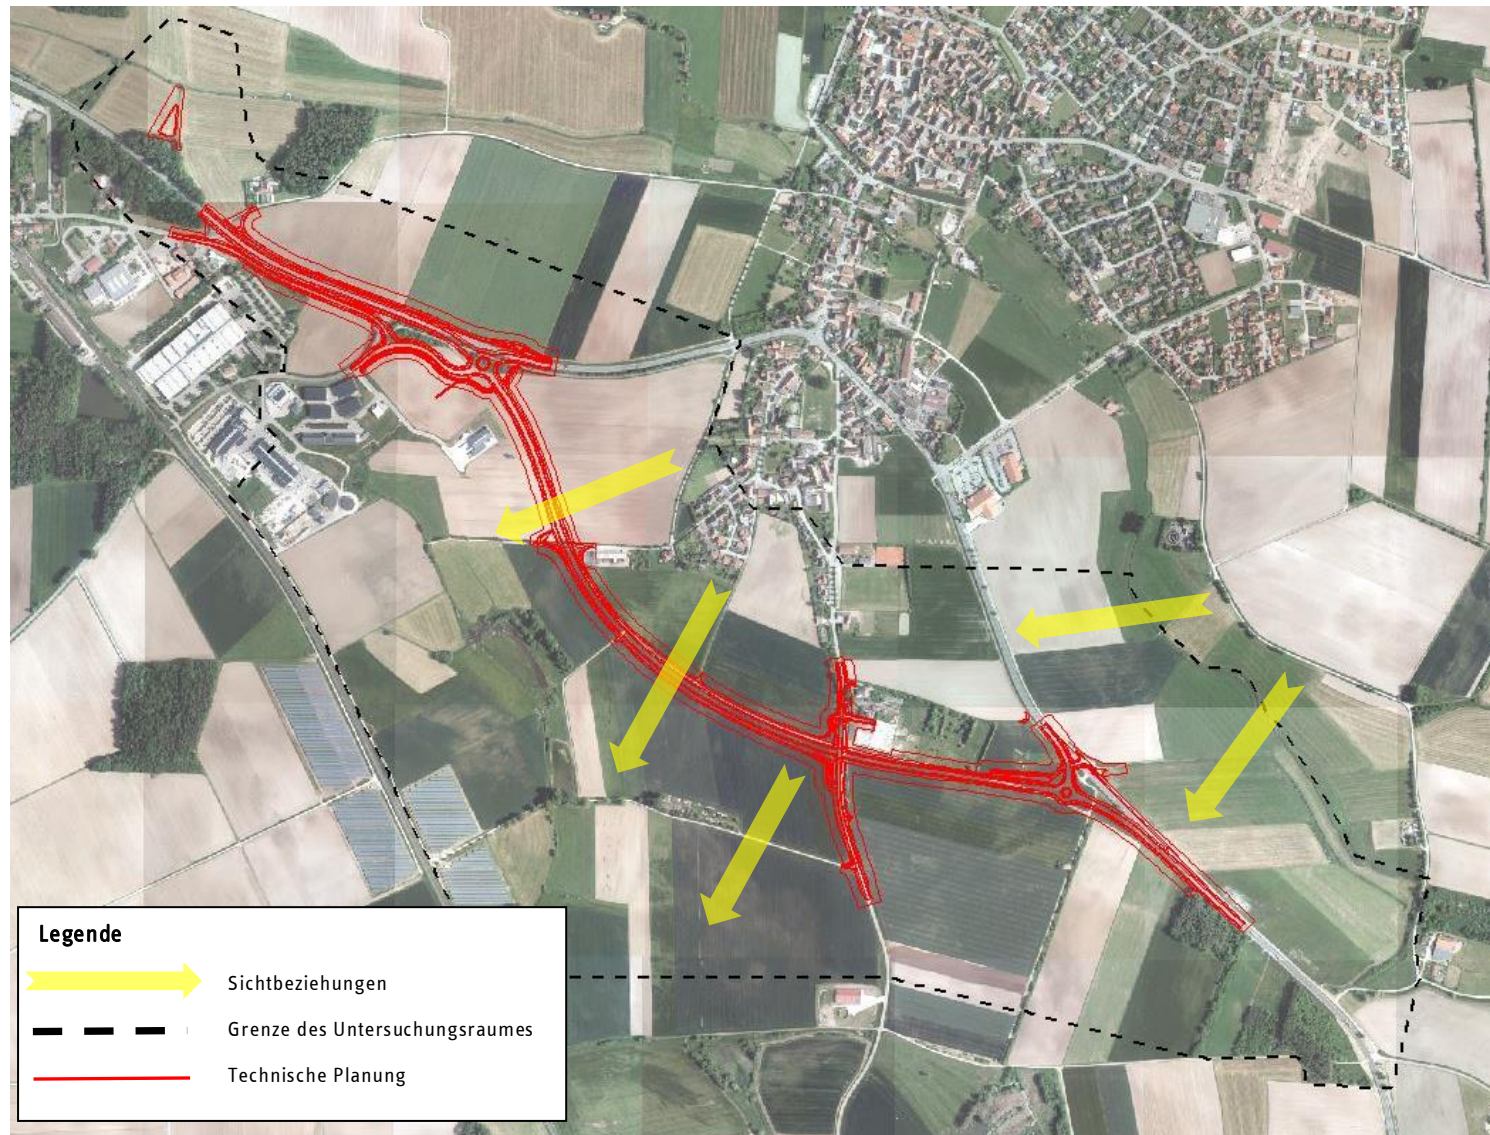 Legende
Sichtbeziehungen
Grenze des Untersuchungsraumes
Technische Planung